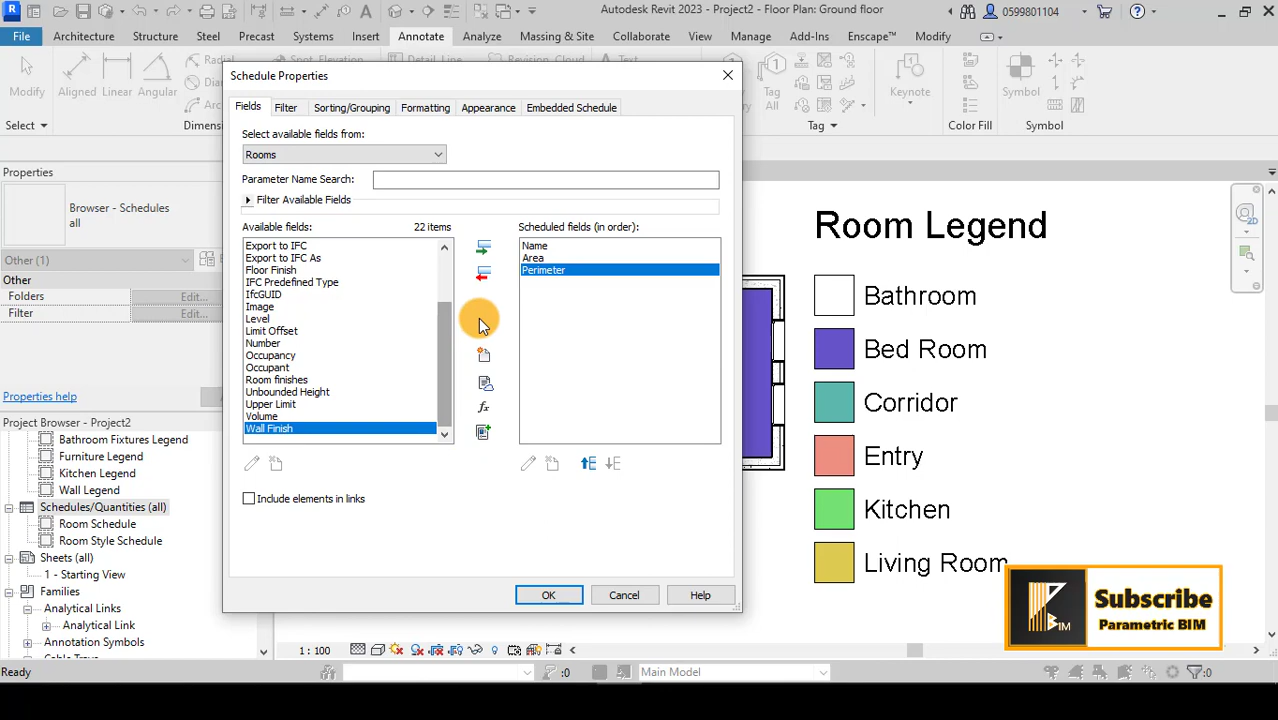 Autodesk Revit 2023 - Project2 - Floor Plan: Ground floor
0599801104
File
Architecture
Structure
Steel
Precast
Systems
Insert
Annotate
Analyze
Massing & Site
Collaborate
View
Manage
Add-Ins
Enscape™
Modify
Modify
Aligned
Linear
Angular
Tag
All
Keynote
Symbol
Select
Tag
Color Fill
Symbol
Schedule Properties
Fields
Filter
Sorting/Grouping
Formatting
Appearance
Embedded Schedule
Select available fields from:
Rooms
Parameter Name Search:
Filter Available Fields
Available fields:
22 items
Scheduled fields (in order):
Export to IFC
Export to IFC As
Floor Finish
IFC Predefined Type
IfcGUID
Image
Level
Limit Offset
Number
Occupancy
Occupant
Room finishes
Unbounded Height
Upper Limit
Volume
Wall Finish
Name
Area
Perimeter
fx
Include elements in links
OK
Cancel
Help
Properties
Browser - Schedules
all
Other (1)
Other
Folders
Edit...
Filter
Edit...
Properties help
Project Browser - Project2
Bathroom Fixtures Legend
Furniture Legend
Kitchen Legend
Wall Legend
Schedules/Quantities (all)
Room Schedule
Room Style Schedule
Sheets (all)
1 - Starting View
Families
Analytical Links
Analytical Link
Annotation Symbols
Room Legend
Bathroom
Bed Room
Corridor
Entry
Kitchen
Living Room
BIM
Subscribe
Parametric BIM
1 : 100
Ready
:0
Main Model
:0